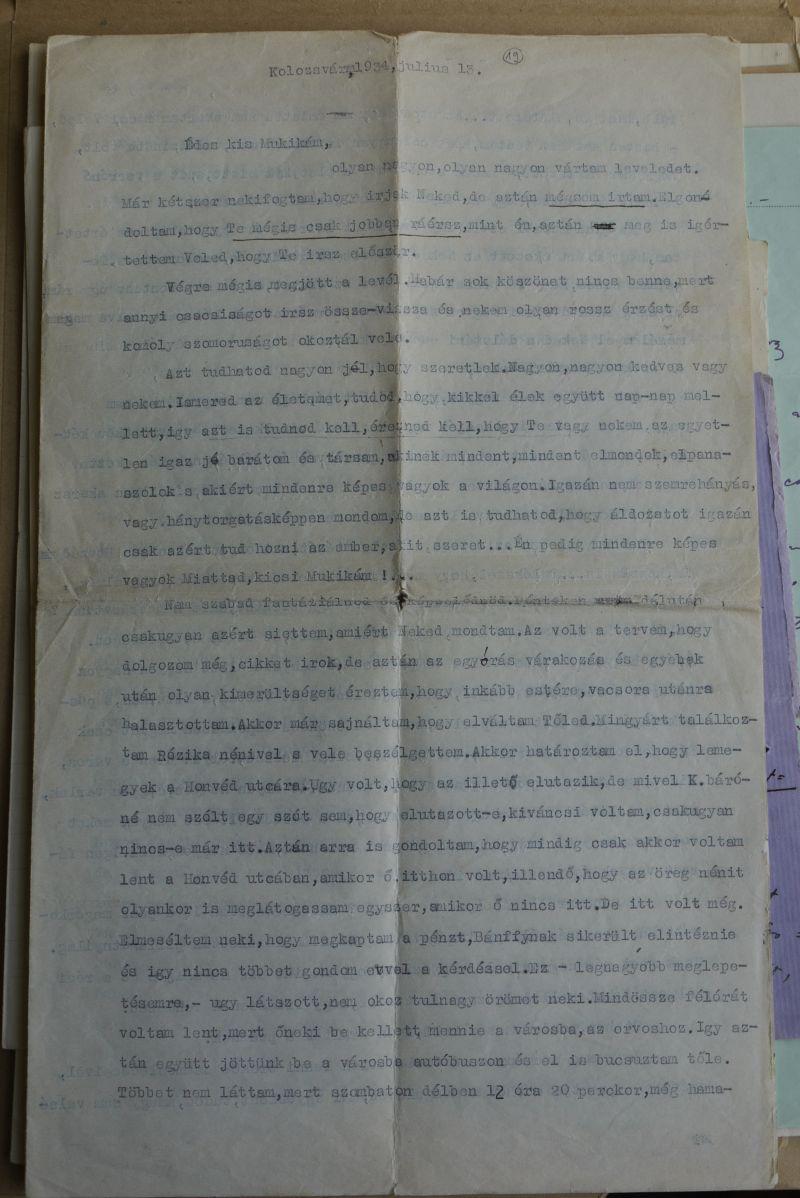 19
Kolozsvár,1934,julius 13.
Édes kis Mukikám,
olyan nagyon,olyan nagyon vártam leveledet.
Már kétszer nekifogtam,hogy irjak Neked,de aztán mégsem irtam.Elgon-
doltam,hogy Te mégis csak jobban ráérsz,mint én,aztán meg is igér-
tettem Veled,hogy Te irsz először.
Végre mégis megjött a levél.Habár sok köszönet nincs benne,mert
annyi csacsiságot irsz össze-vissza és nekem olyan rossz érzést és
komoly szomoruságot okoztál vele.
Azt tudhatod nagyon jól,hogy szeretlek.Nagyon,nagyon kedves vagy
nekem.Ismered az életemet,tudod,hogy kikkel élek együtt nap-nap mel-
lett,igy azt is tudnod kell,érezned kell,hogy Te vagy nekem az egyet-
len igaz jó barátom és társam,akinek mindent,mindent elmondok,elpana-
szolok s akiért mindenre képes vagyok a világon.Igazán nem szemrehányás,
vagy hánytorgatásképpen mondom,de azt is tudhatod,hogy áldozatot igazán
csak azért tud hozni az ember,akit szeret...Én pedig mindenre képes
vagyok Miattad,kicsi Mukikám !...
Nem szabad fantáziálnod és képzelődnöd.Pénteken délután
csakugyan azért siettem,amiért Neked mondtam.Az volt a tervem,hogy
dolgozom még,cikket irok,de aztán az egyórás várakozás és egyebek
után olyan kimerültséget éreztem,hogy inkább estére,vacsora utánra
halasztottam.Akkor már sajnáltam,hogy elváltam Tőled.Mingyárt találkoz-
tam Rézika nénivel s vele beszélgettem.Akkor határoztam el,hogy leme-
gyek a Honvéd utcára.Ugy volt,hogy az illető elutazik,de mivel K.báró-
né nem szólt egy szót sem,hogy elutazott-e,kiváncsi voltam,csakugyan
nincs-e már itt.Aztán arra is gondoltam,hogy mindig csak akkor voltam
lent a Honvéd utcában,amikor ő itthon volt,illendő,hogy az öreg nénit
olyankor is meglátogassam egyszer,amikor ő nincs itt.De itt volt még.
Elmeséltem neki,hogy megkaptam a pénzt,Bánffynak sikerült elintéznie
és igy nincs többet gondom evvel a kérdéssel.Ez - legnagyobb meglepe-
tésemre,- ugy látszott,nem okoz tulnagy örömet neki.Mindössze félórát
voltam lent,mert őneki be kellett mennie a városba,az orvoshoz.Igy az-
tán együtt jöttünk be a városba autóbuszon és el is bucsuztam tőle.
Többet nem láttam,mert szombaton délben 12 óra 20 perckor,még hama-